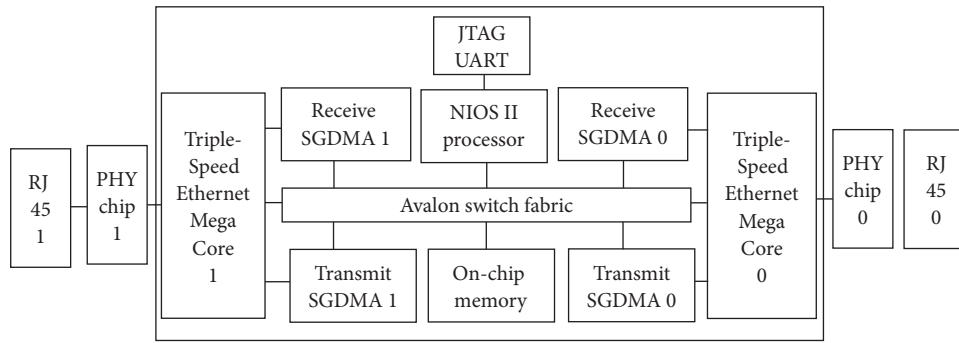 JTAG
UART
Receive
SGDMA 1
NIOS II
processor
Receive
SGDMA 0
RJ
45
1
PHY
chip
1
Triple-
Speed
Ethernet
Mega
Core
1
Avalon switch fabric
Triple-
Speed
Ethernet
Mega
Core
0
PHY
chip
0
RJ
45
0
Transmit
SGDMA 1
On-chip
memory
Transmit
SGDMA 0